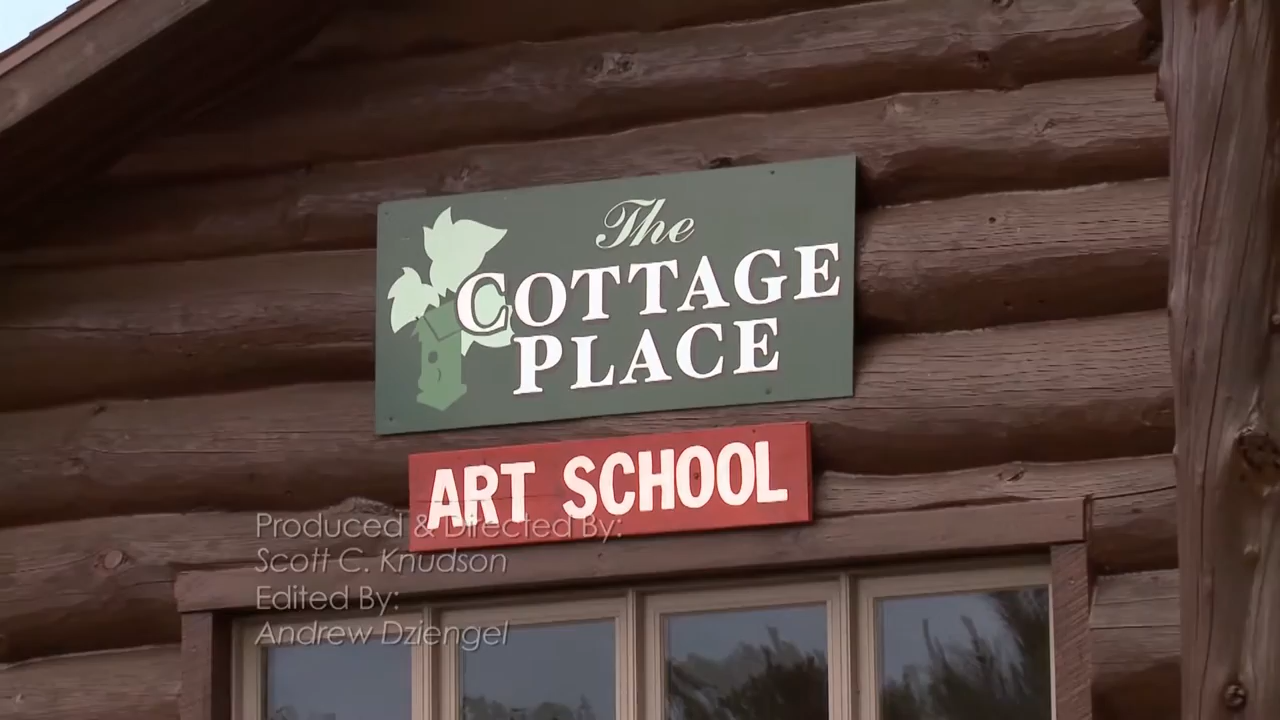 The
COTTAGE
PLACE
ART SCHOOL
Produced & Directed By:
Scott C. Knudson
Edited By:
Andrew Dziengel